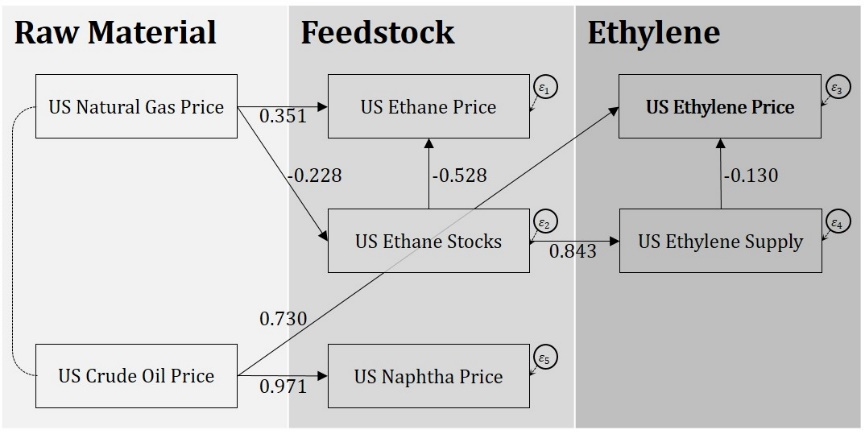 Raw Material
Feedstock
Ethylene
US Natural Gas Price
US Ethane Price
US Ethylene Price
ε1
ε3
0.351
-0.228
-0.528
-0.130
US Ethane Stocks
US Ethylene Supply
ε2
ε4
0.843
0.730
US Crude Oil Price
US Naphtha Price
ε5
0.971